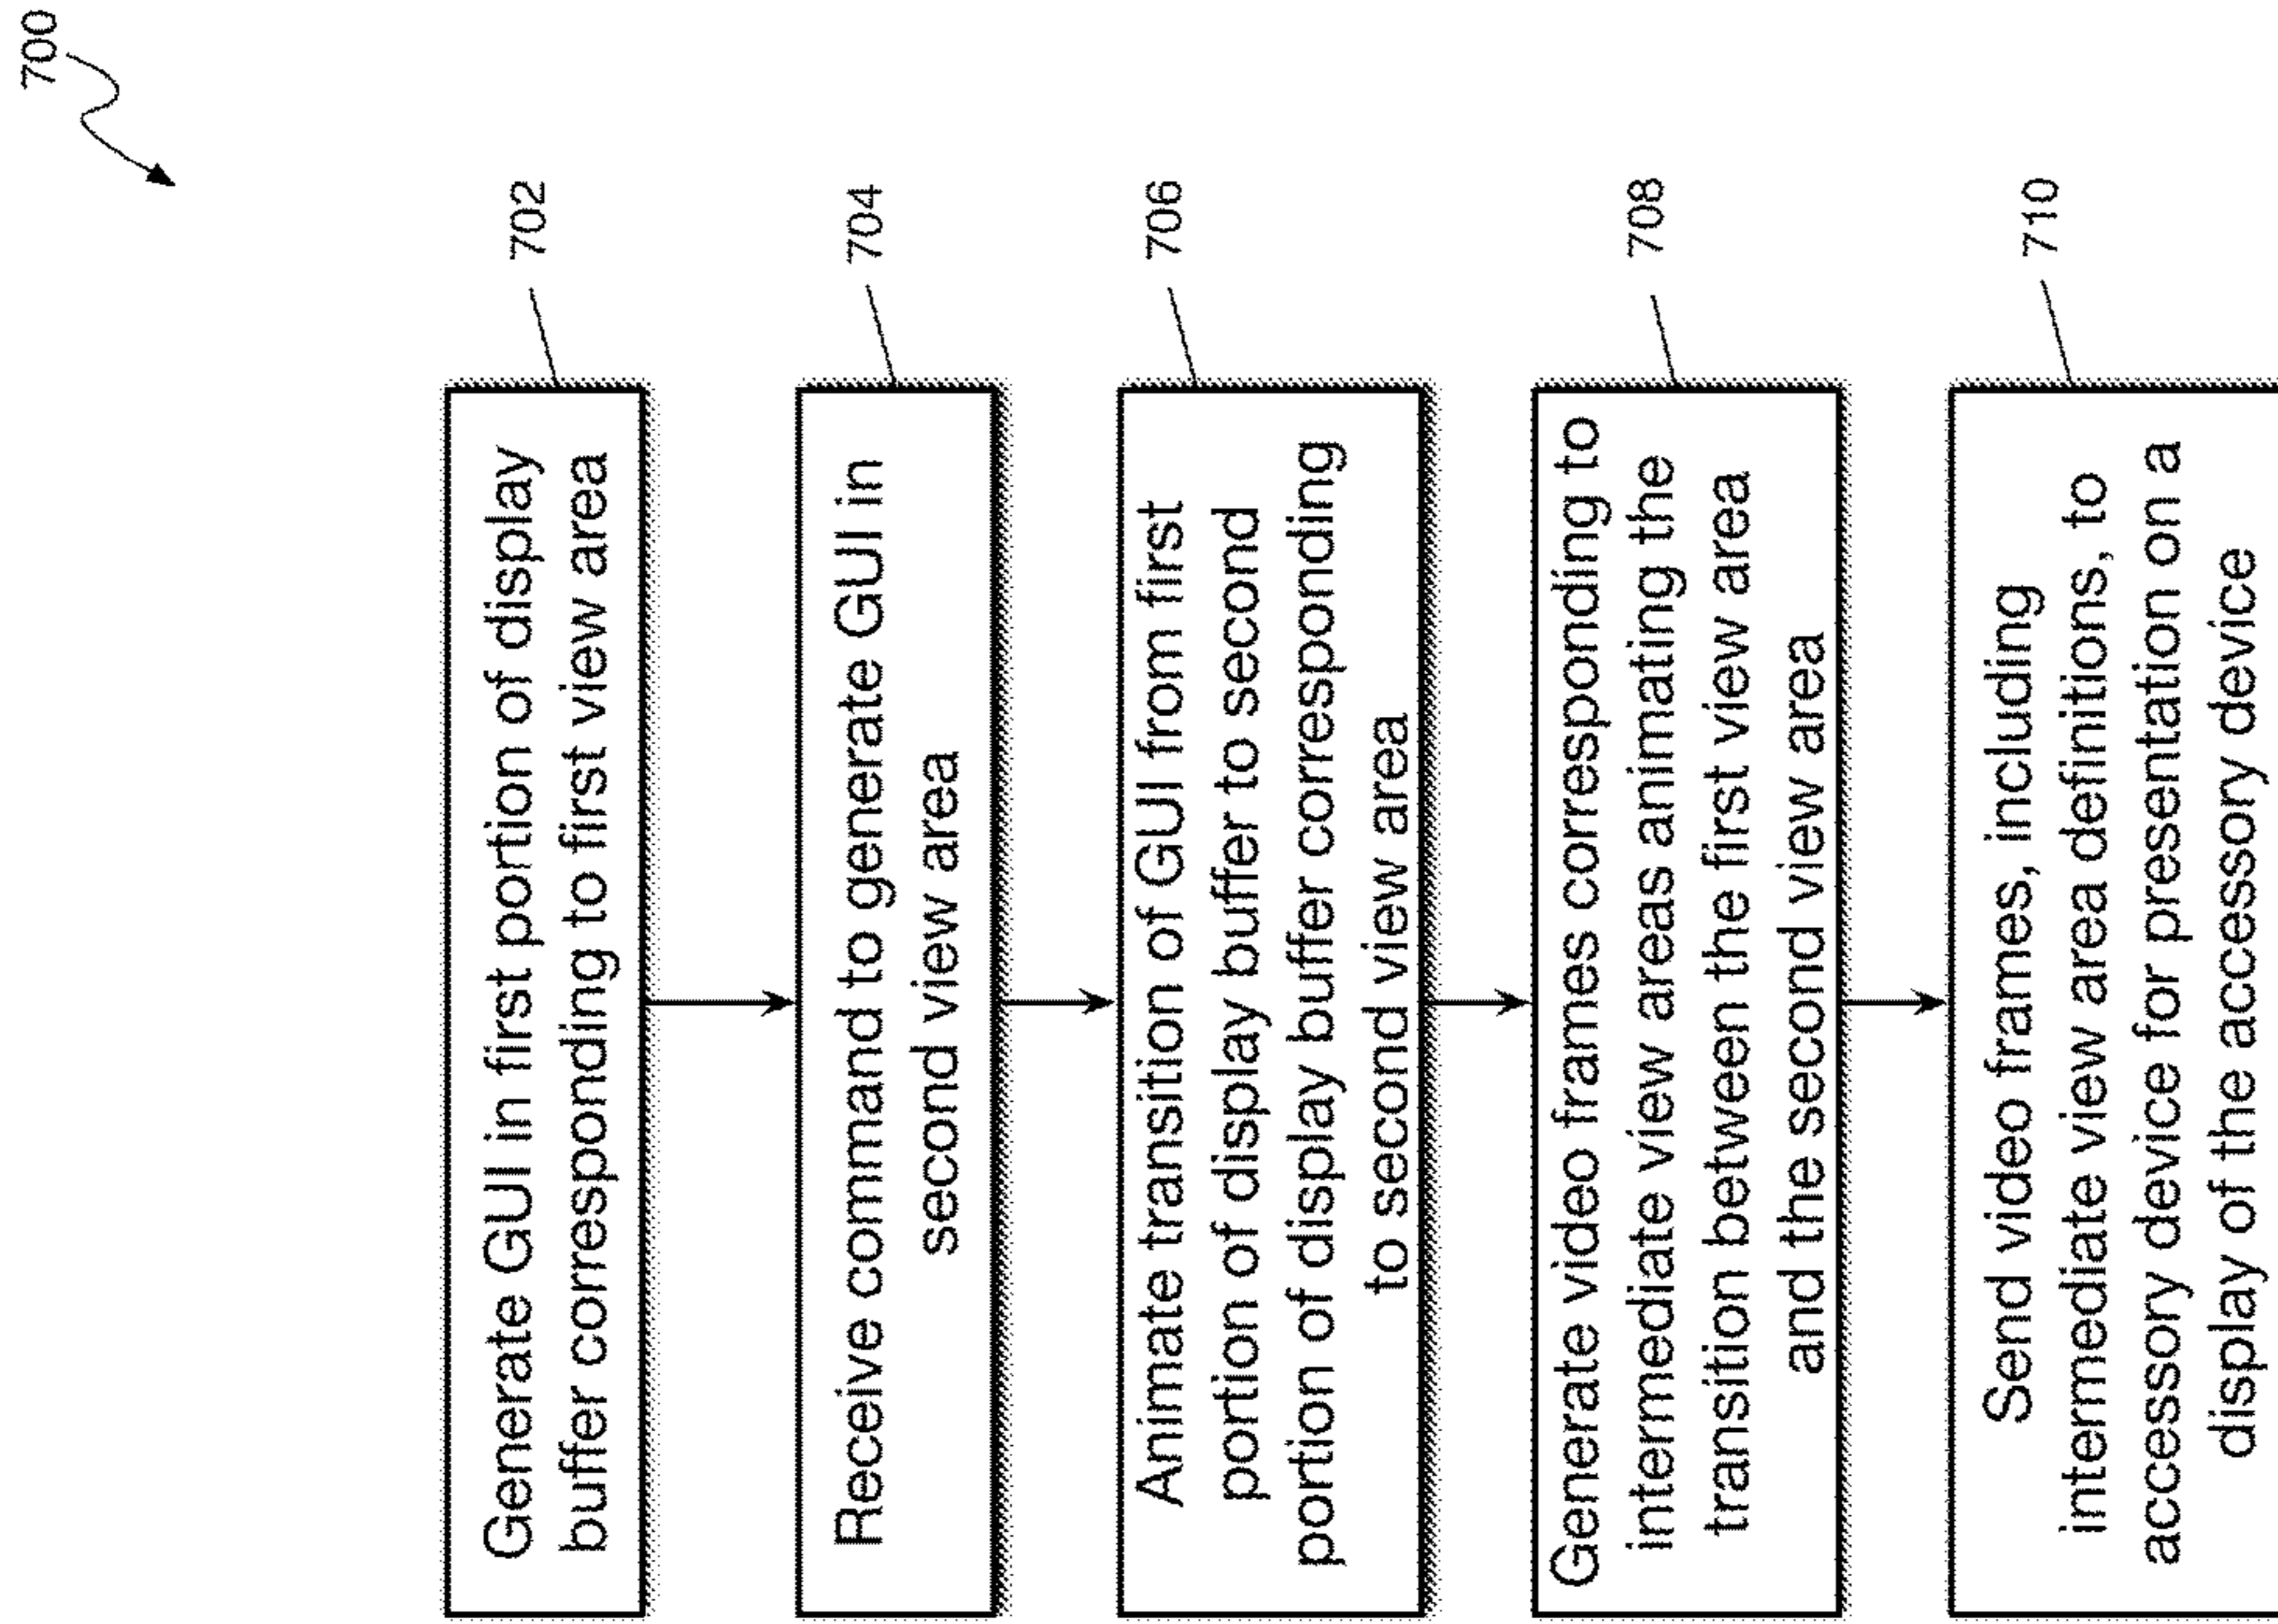 700
Generate GUI in first portion of display
buffer corresponding to first view area
702
Receive command to generate GUI in
second view area
704
Animate transition of GUI from first
portion of display buffer to second
portion of display buffer corresponding
to second view area
706
Generate video frames corresponding to
intermediate view areas animating the
transition between the first view area
and the second view area
708
Send video frames, including
intermediate view area definitions, to
accessory device for presentation on a
display of the accessory device
710